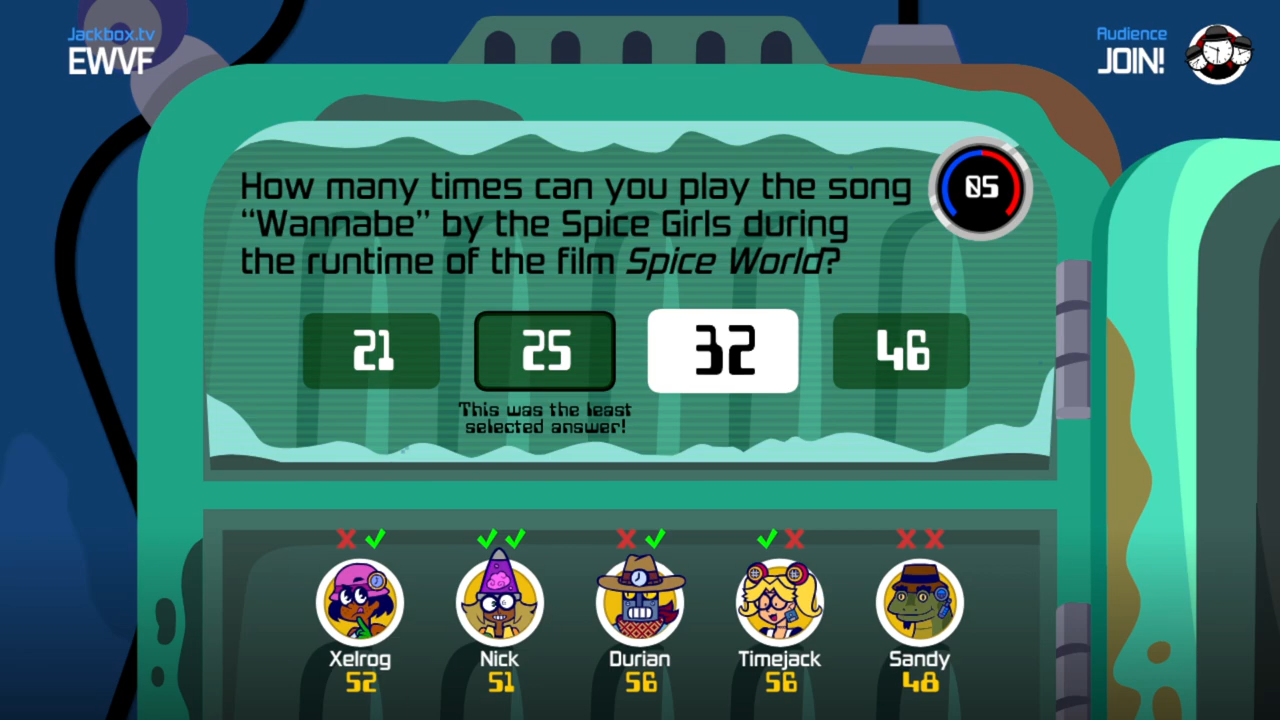 Jackbox.tv
EWVF
Audience
JOIN!
How many times can you play the song
“Wannabe” by the Spice Girls during
the runtime of the film Spice World?
05
21
25
32
46
This was the least
selected answer!
Xelrog
52
Nick
51
Durian
56
Timejack
56
Sandy
48